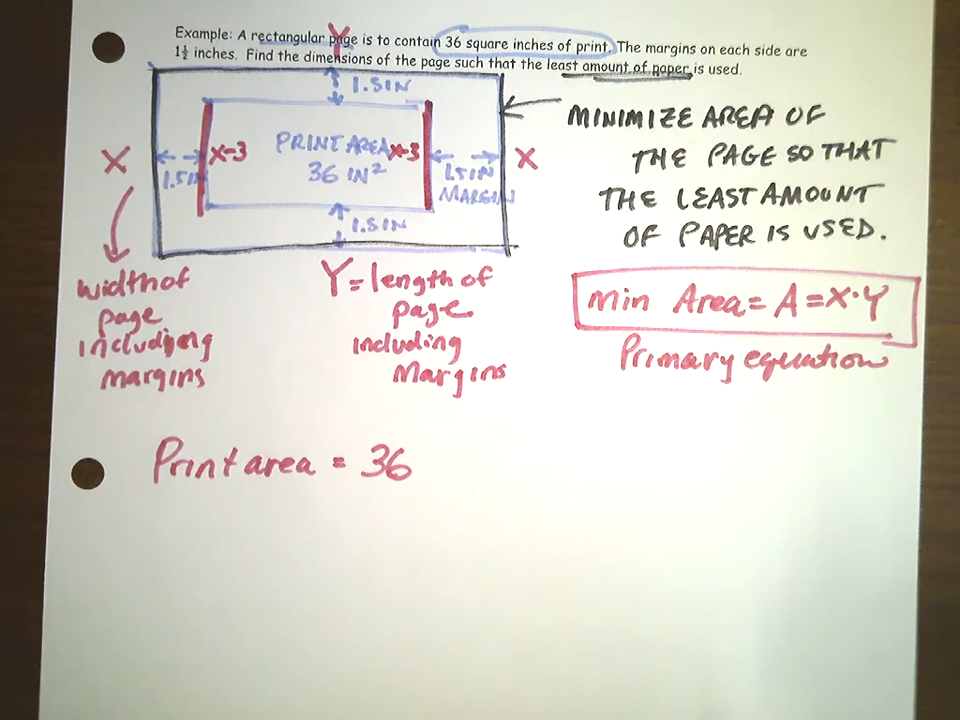 Example: A rectangular page is to contain 36 square inches of print. The margins on each side are
1½ inches. Find the dimensions of the page such that the least amount of paper is used.
Y
1.5IN
X
1.5IN
X-3
PRINT AREA
36 IN²
X-3
1.5IN
MARGIN
X
1.5IN
MINIMIZE AREA OF
THE PAGE SO THAT
THE LEAST AMOUNT
OF PAPER IS USED.
width of
page
including
margins
Y = length of
page
including
Margins
min Area = A = X·Y
Primary equation
Print area = 36